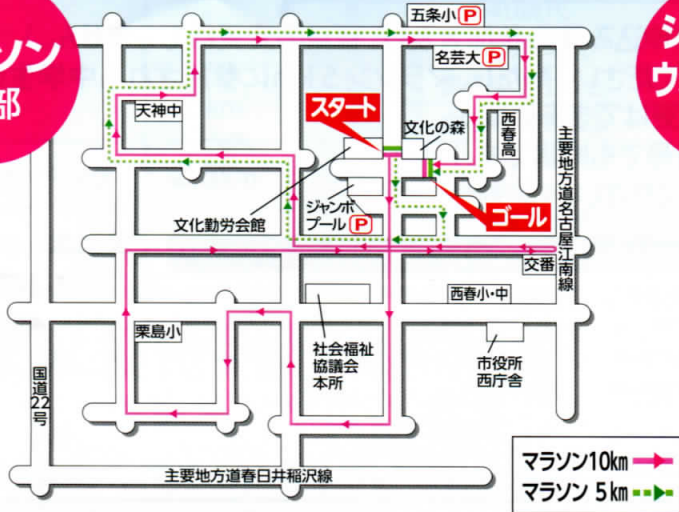 ソン
部
シ
ウ
五条小 P
名芸大 P
スタート
文化の森
天神中
西春高
主要地方道名古屋江南線
ジャンボ
プール P
文化勤労会館
ゴール
交番
西春小・中
栗島小
社会福祉
協議会
本所
市役所
西庁舎
国道22号
主要地方道春日井稲沢線
マラソン10km
マラソン 5km